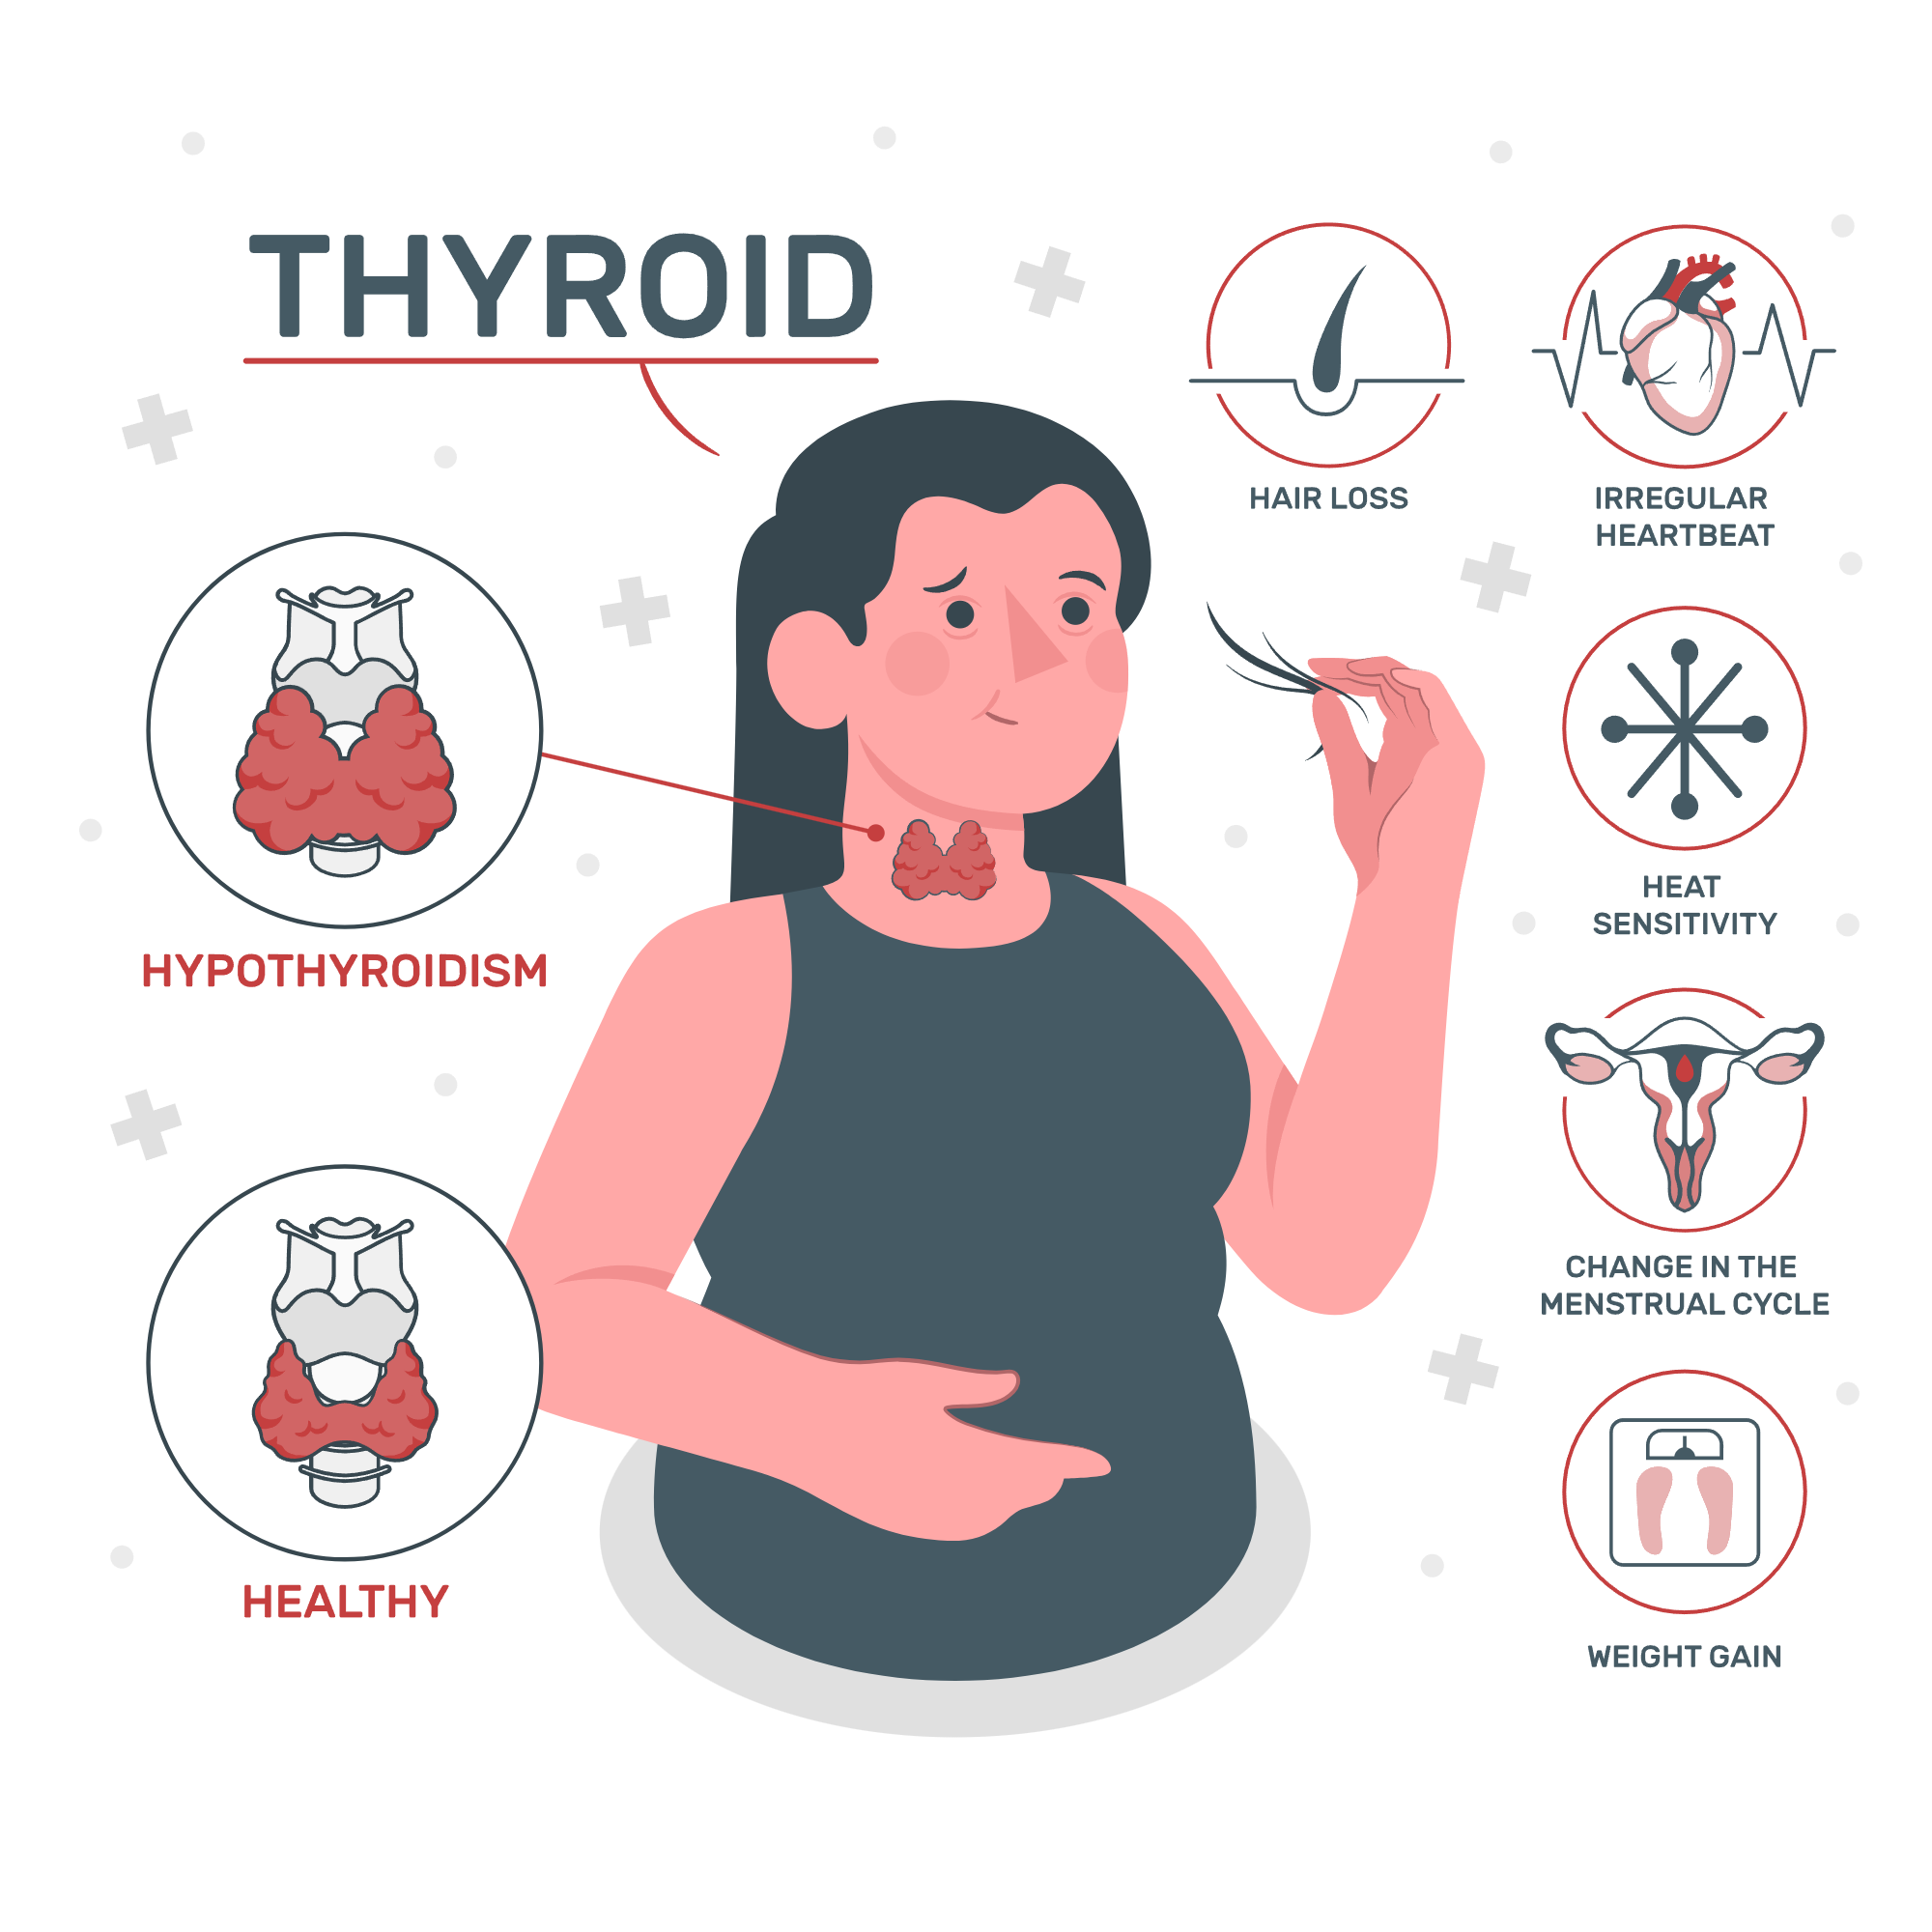 THYROID
HYPOTHYROIDISM
HEALTHY
HAIR LOSS
IRREGULAR
HEARTBEAT
HEAT
SENSITIVITY
CHANGE IN THE
MENSTRUAL CYCLE
WEIGHT GAIN